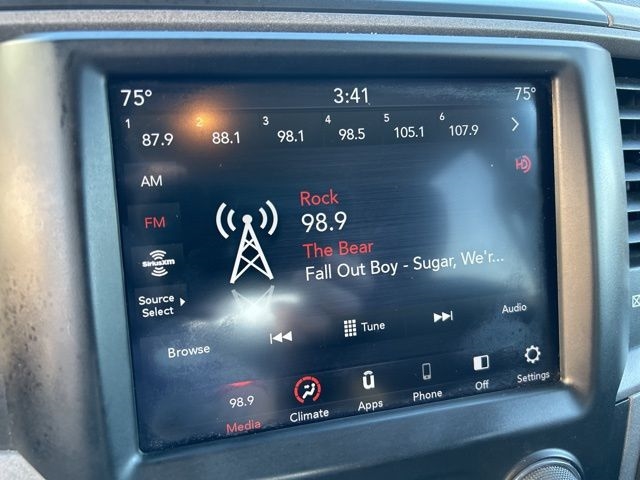 75° 3:41 75°
1 2 3 4 5 6
87.9 88.1 98.1 98.5 105.1 107.9
AM
FM
SiriusXM
Source
Select
HD
Rock
98.9
The Bear
Fall Out Boy - Sugar, We'r...
Browse Tune Audio
98.9
Media Climate Apps Phone Off Settings